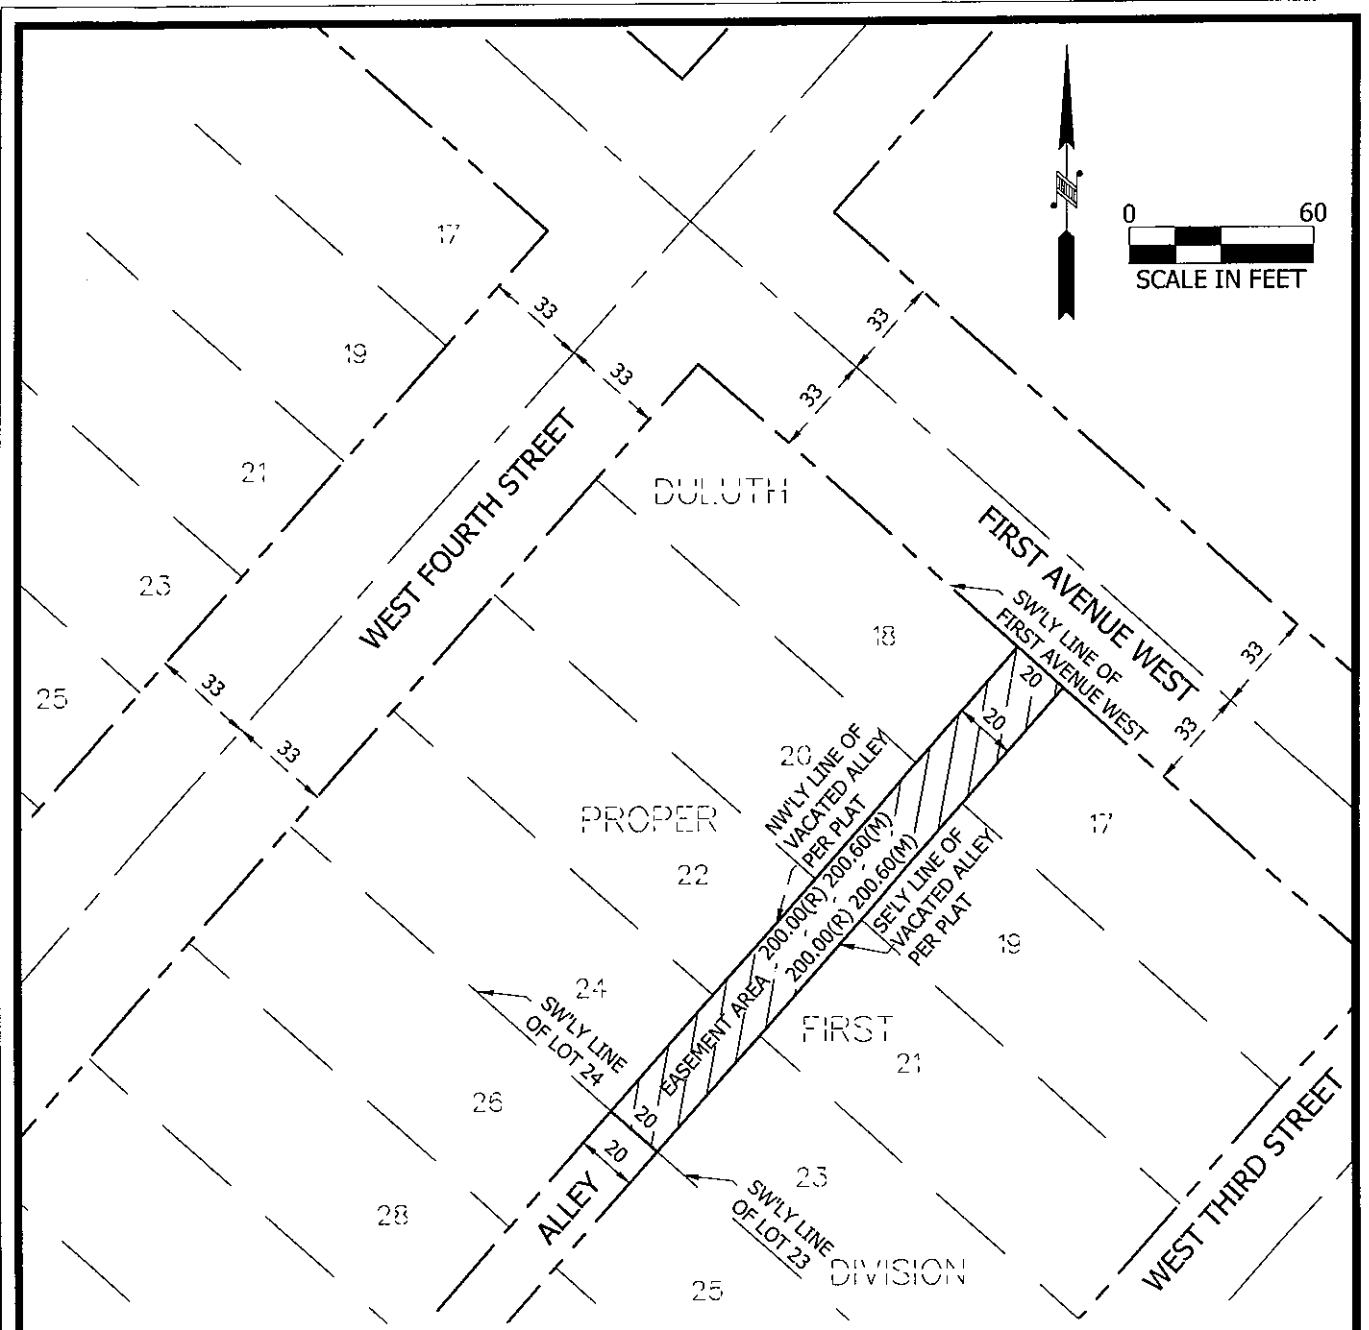 0 60
SCALE IN FEET
17
19
21
23
25
33
33
33
33
33
33
33
33
WEST FOURTH STREET
DULUTH
FIRST AVENUE WEST
SW'LY LINE OF
FIRST AVENUE WEST
18
20
20
20
NW'LY LINE OF
VACATED ALLEY
PER PLAT
PROPER
22
200.00(R) 200.60(M)
200.00(R) 200.60(M)
SE'LY LINE OF
VACATED ALLEY
PER PLAT
17
19
EASEMENT AREA
24
SW'LY LINE
OF LOT 24
FIRST
21
26
20
20
ALLEY
28
23
SW'LY LINE
OF LOT 23
DIVISION
25
WEST THIRD STREET